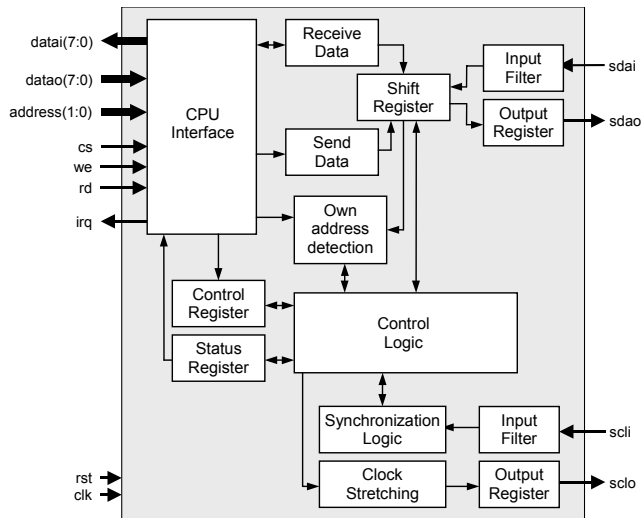 datai(7:0)
datao(7:0)
address(1:0)
cs
we
rd
irq
rst
clk
CPU
Interface
Receive
Data
Send
Data
Shift
Register
Input
Filter
Output
Register
sdai
sdao
Own
address
detection
Control
Register
Status
Register
Control
Logic
Synchronization
Logic
Input
Filter
Clock
Stretching
Output
Register
scli
sclo